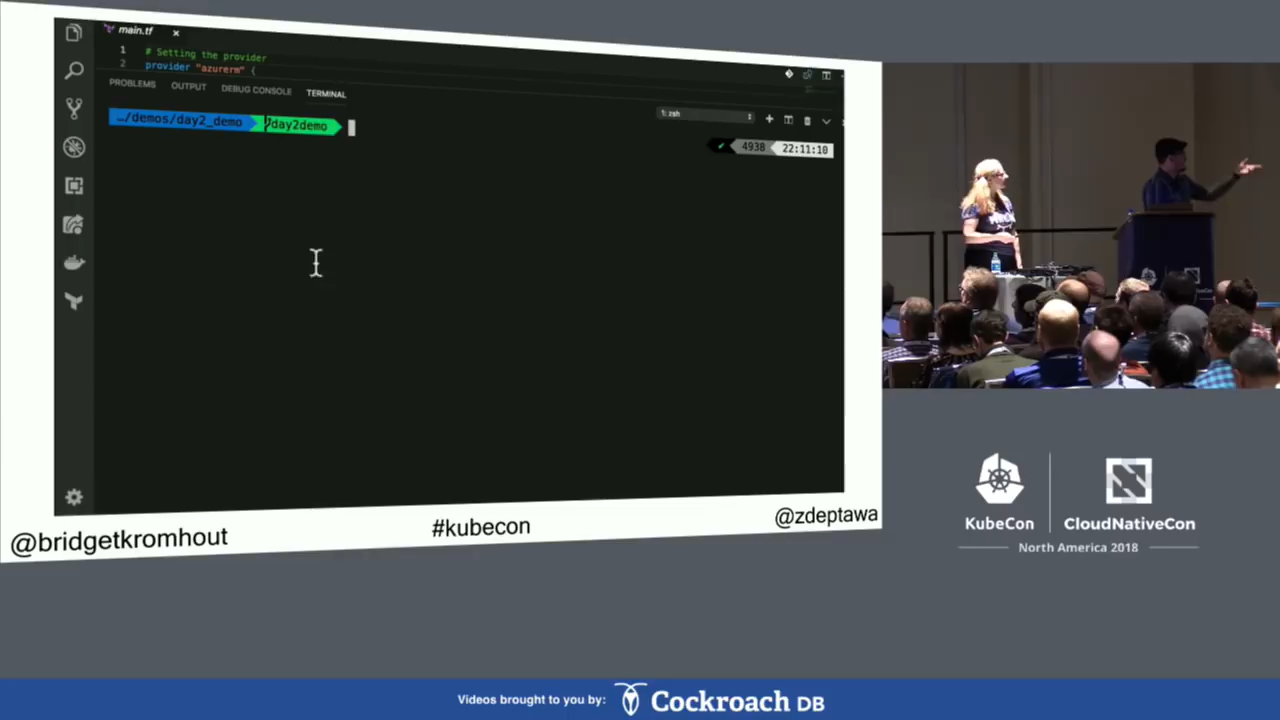 main.tf
1 # Setting the provider
2 provider "azurerm" {
PROBLEMS OUTPUT DEBUG CONSOLE TERMINAL
1: zsh
…/demos/day2_demo day2demo
✔ 4938 22:11:10
@bridgetkromhout #kubecon @zdeptawa
KubeCon CloudNativeCon
North America 2018
Videos brought to you by: Cockroach DB